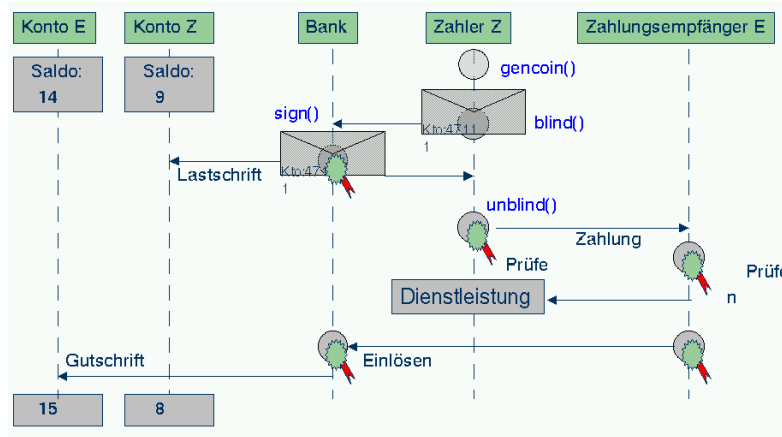 Konto E
Konto Z
Bank
Zahler Z
Zahlungsempfänger E
Saldo:
14
Saldo:
9
gencoin()
sign()
blind()
Kto:4711
1
Lastschrift
1
unblind()
Zahlung
Prüfe
Prüfe
n
Dienstleistung
Gutschrift
Einlösen
15
8